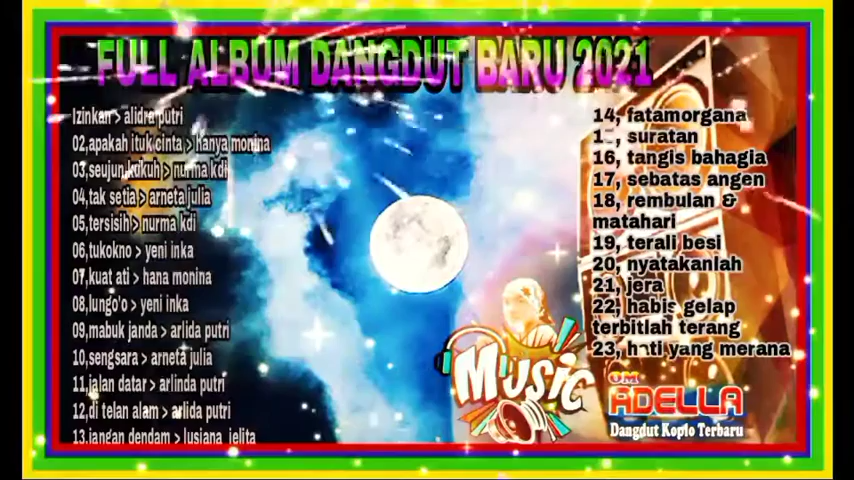 FULL ALBUM DANGDUT BARU 2021
Izinkan > alidra putri
02,apakah ituk cinta > kanya monina
03,seujun kukuh > nurma kdi
04,tak setia > arneta julia
05,tersisih > nurma kdi
06,tukokno > yeni inka
07,kuat ati > hana monina
08,lungo'o > yeni inka
09,mabuk janda > arlida putri
10,sengsara > arneta julia
11,jalan datar > arlinda putri
12,di telan alam > arlida putri
13,jangan dendam > lusiana jelita
14, fatamorgana
suratan
16, tangis bahagia
17, sebatas angen
18, rembulan &
matahari
19, terali besi
20, nyatakanlah
21, jera
22, habis gelap
terbitlah terang
23, hati yang merana
MUSIC
OM
ADELLA
Dangdut Koplo Terbaru